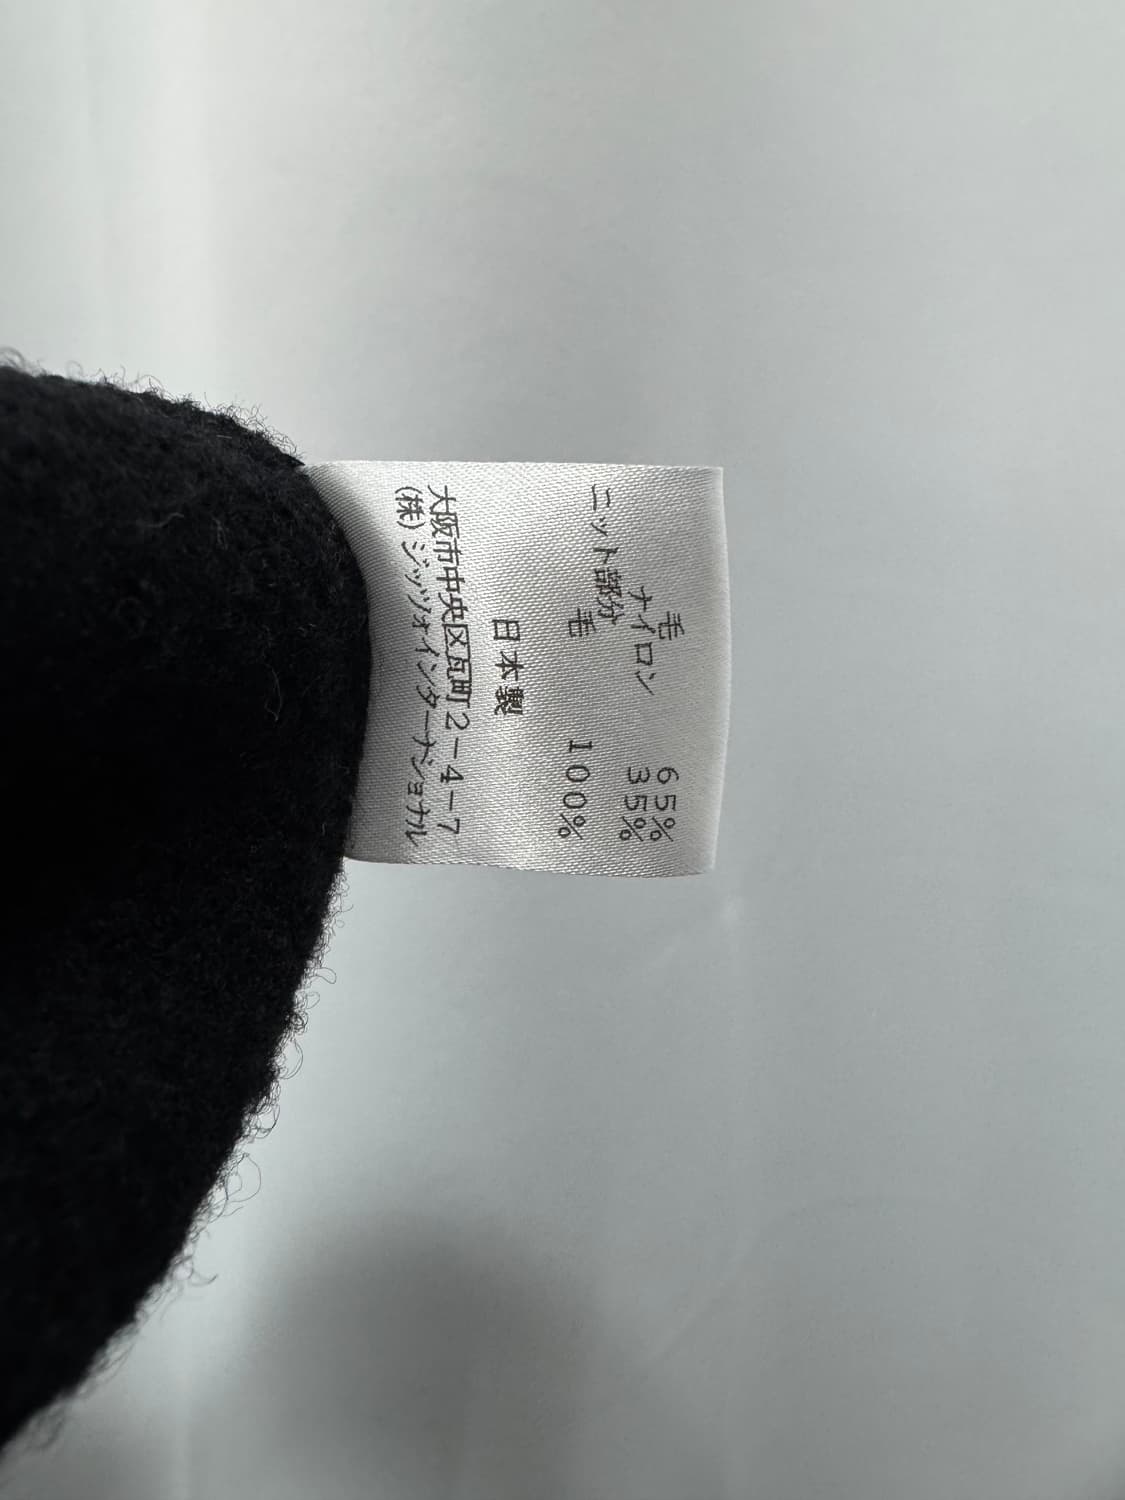 毛 65%
ナイロン 35%
ニット部分
毛 100%
日本製
大阪市中央区瓦町2-4-7
(株)ジッツォインターナショナル